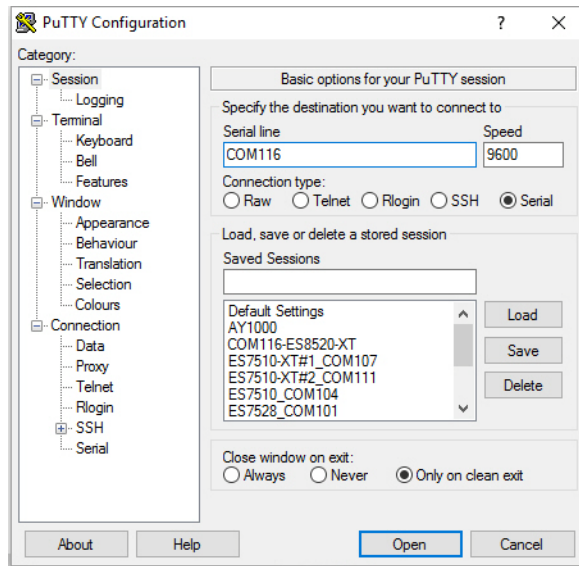 PuTTY Configuration
Category:
Session
Logging
Terminal
Keyboard
Bell
Features
Window
Appearance
Behaviour
Translation
Selection
Colours
Connection
Data
Proxy
Telnet
Rlogin
SSH
Serial
Basic options for your PuTTY session
Specify the destination you want to connect to
Serial line Speed
COM116 9600
Connection type:
Raw Telnet Rlogin SSH Serial
Load, save or delete a stored session
Saved Sessions
Default Settings
AY1000
COM116-ES8520-XT
ES7510-XT#1_COM107
ES7510-XT#2_COM111
ES7510_COM104
ES7528_COM101
Load
Save
Delete
Close window on exit:
Always Never Only on clean exit
About Help Open Cancel